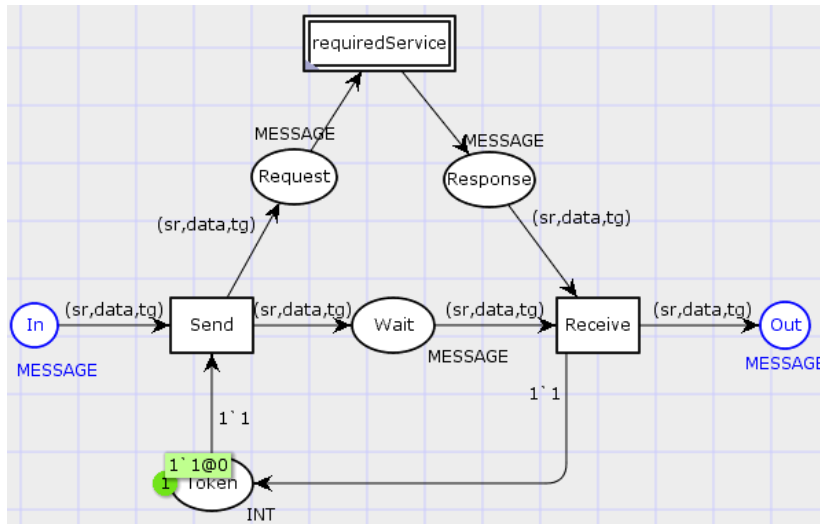 requiredService
MESSAGE
MESSAGE
Request
Response
(sr,data,tg)
(sr,data,tg)
(sr,data,tg)
(sr,data,tg)
(sr,data,tg)
(sr,data,tg)
In
Send
Wait
Receive
Out
MESSAGE
MESSAGE
MESSAGE
1`1
1`1
1`1@0
1
Token
INT